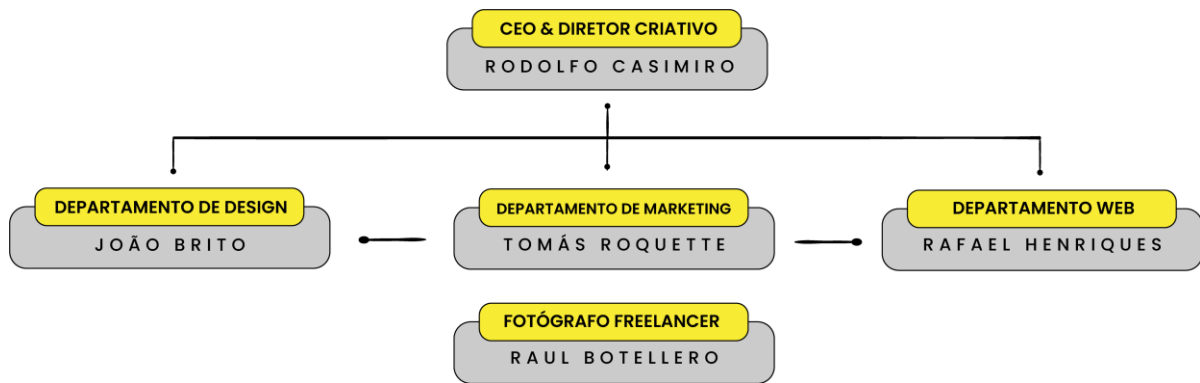 CEO & DIRETOR CRIATIVO
RODOLFO CASIMIRO
DEPARTAMENTO DE DESIGN
JOÃO BRITO
DEPARTAMENTO DE MARKETING
TOMÁS ROQUETTE
DEPARTAMENTO WEB
RAFAEL HENRIQUES
FOTÓGRAFO FREELANCER
RAUL BOTELLERO